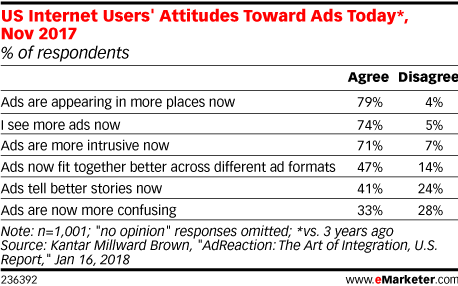 US Internet Users' Attitudes Toward Ads Today*,
Nov 2017
% of respondents
Agree Disagree
Ads are appearing in more places now 79% 4%
I see more ads now 74% 5%
Ads are more intrusive now 71% 7%
Ads now fit together better across different ad formats 47% 14%
Ads tell better stories now 41% 24%
Ads are now more confusing 33% 28%
Note: n=1,001; "no opinion" responses omitted; *vs. 3 years ago
Source: Kantar Millward Brown, "AdReaction: The Art of Integration, U.S.
Report," Jan 16, 2018
236392 www.eMarketer.com